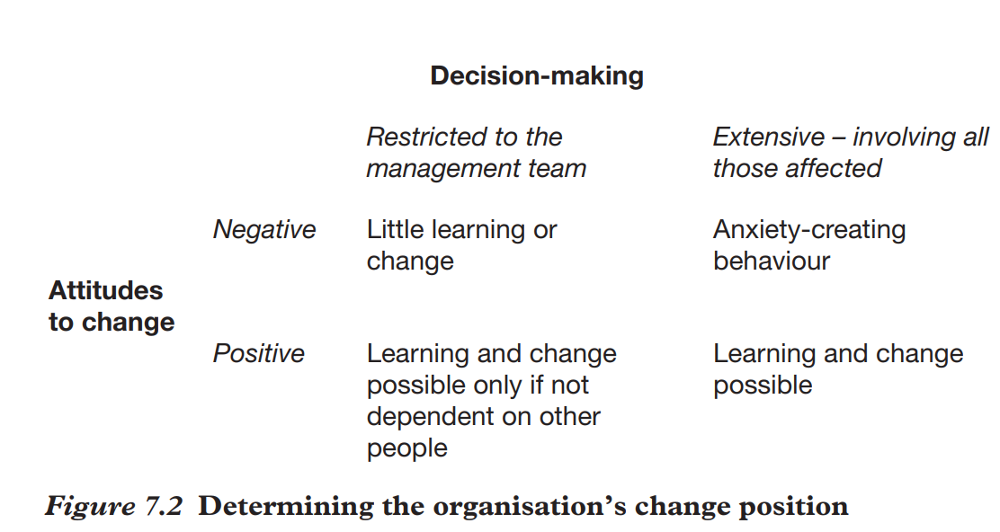 Decision-making
Restricted to the
management team
Extensive – involving all
those affected
Negative
Little learning or
change
Anxiety-creating
behaviour
Attitudes
to change
Positive
Learning and change
possible only if not
dependent on other
people
Learning and change
possible
Figure 7.2 Determining the organisation's change position